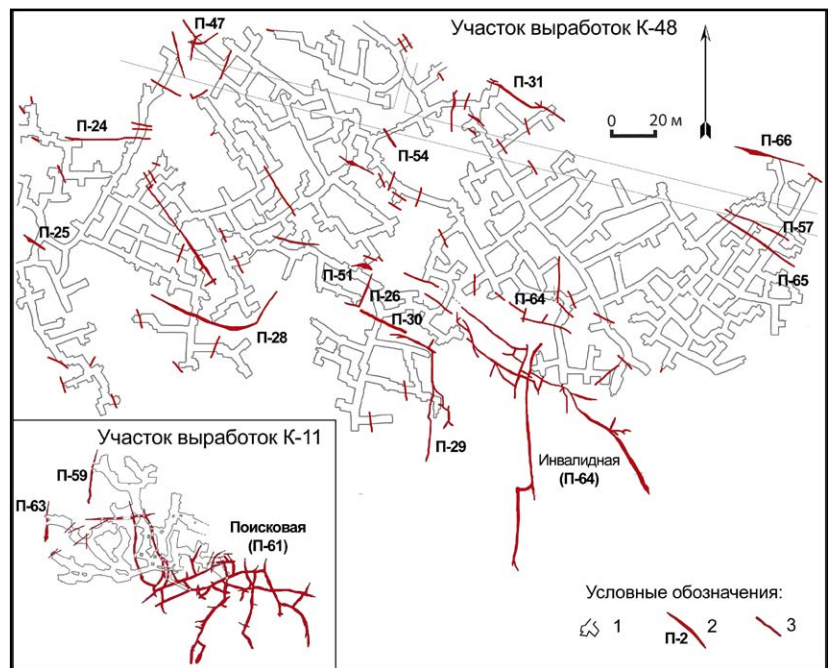 П-47
Участок выработок К-48
П-31
0 20 м
П-24
П-54
П-66
П-25
П-57
П-51
П-65
П-26
П-64
П-30
П-28
П-29
Участок выработок К-11
Инвалидная
(П-64)
П-59
П-63
Поисковая
(П-61)
Условные обозначения:
1 П-2 2 3